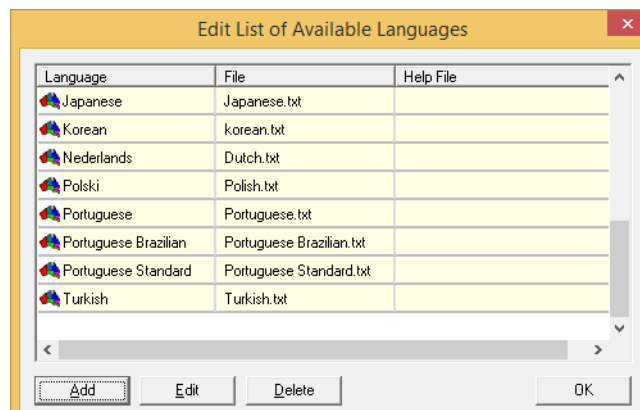 Edit List of Available Languages
Language File Help File
Japanese Japanese.txt
Korean korean.txt
Nederlands Dutch.txt
Polski Polish.txt
Portuguese Portuguese.txt
Portuguese Brazilian Portuguese Brazilian.txt
Portuguese Standard Portuguese Standard.txt
Turkish Turkish.txt
Add Edit Delete OK